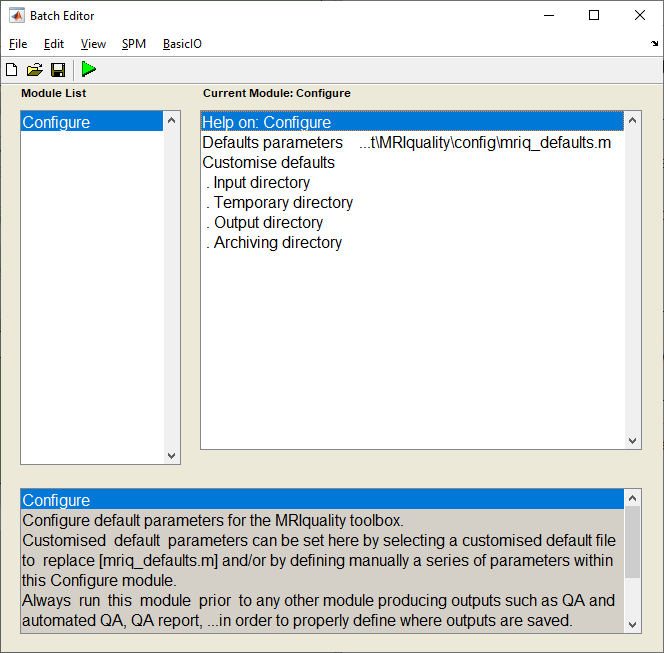 Batch Editor
File Edit View SPM BasicIO
Module List
Current Module: Configure
Configure
Help on: Configure
Defaults parameters ...t\MRIquality\config\mriq_defaults.m
Customise defaults
. Input directory
. Temporary directory
. Output directory
. Archiving directory
Configure
Configure default parameters for the MRIquality toolbox.
Customised default parameters can be set here by selecting a customised default file
to replace [mriq_defaults.m] and/or by defining manually a series of parameters within
this Configure module.
Always run this module prior to any other module producing outputs such as QA and
automated QA, QA report, ...in order to properly define where outputs are saved.